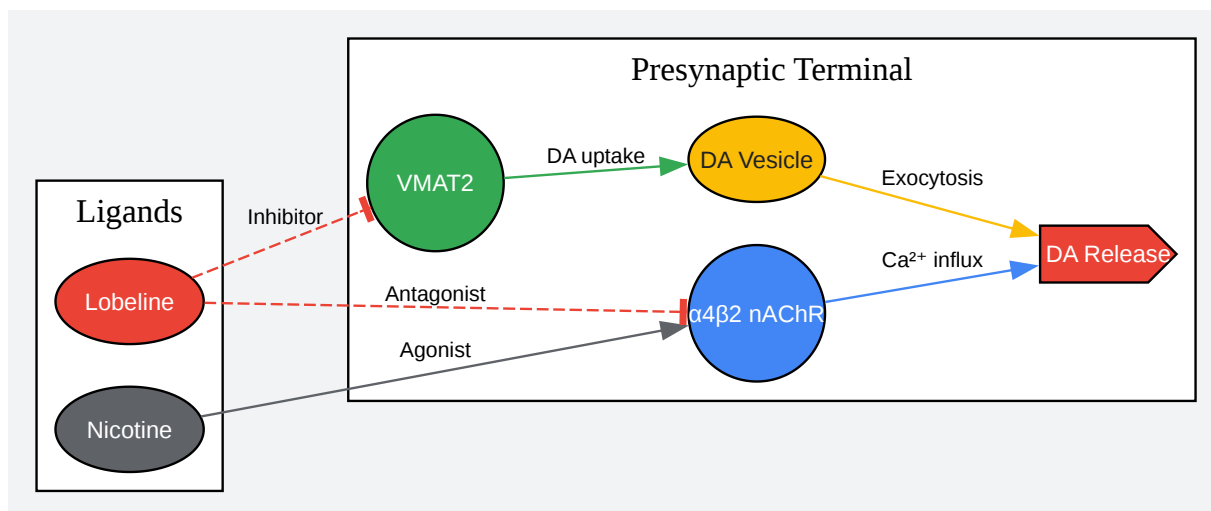 Presynaptic Terminal
DA uptake
DA Vesicle
VMAT2
Exocytosis
Ligands
Inhibitor
DA Release
Ca²⁺ influx
Lobeline
Antagonist
α4β2 nAChR
Agonist
Nicotine